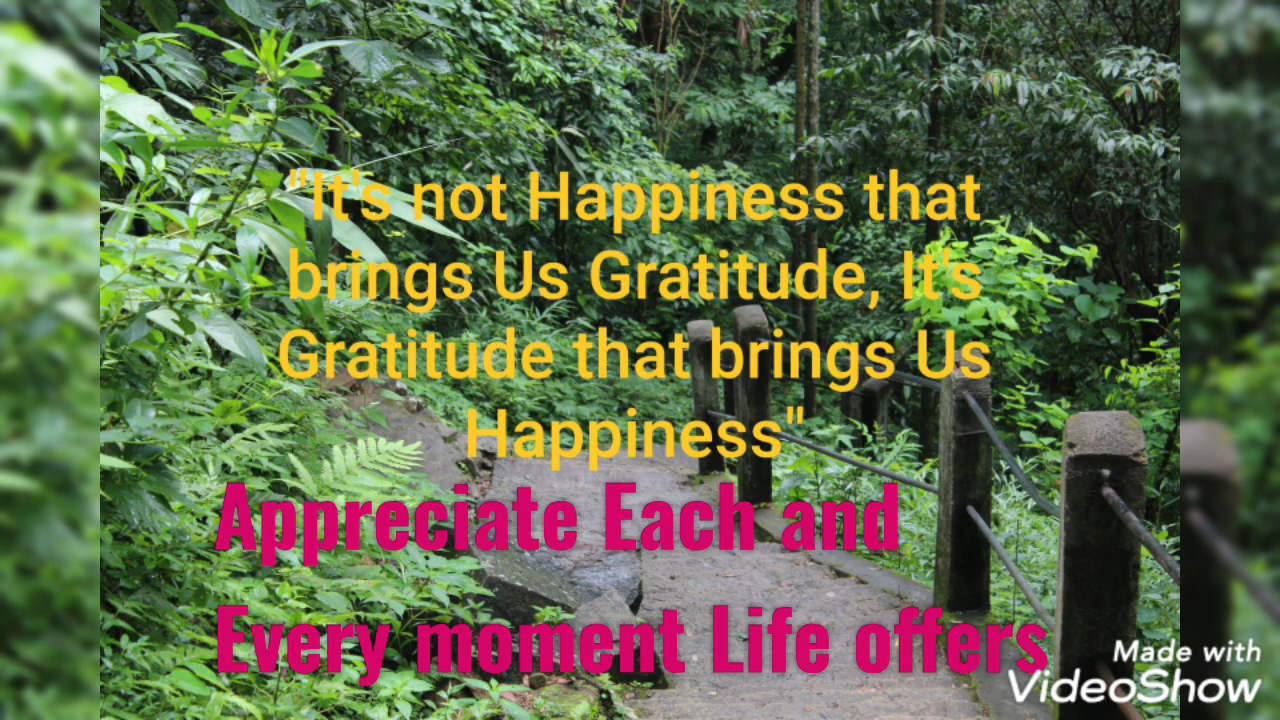 "It's not Happiness that
brings Us Gratitude, It's
Gratitude that brings Us
Happiness"
Appreciate Each and
Every moment Life offers
Made with
VideoShow